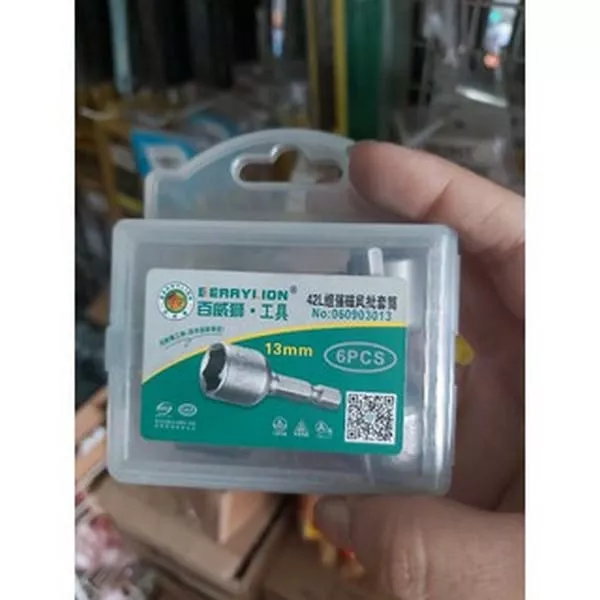 BERRYLION®
百威狮·工具
42L超强磁风批套筒
No:060903013
13mm
6PCS